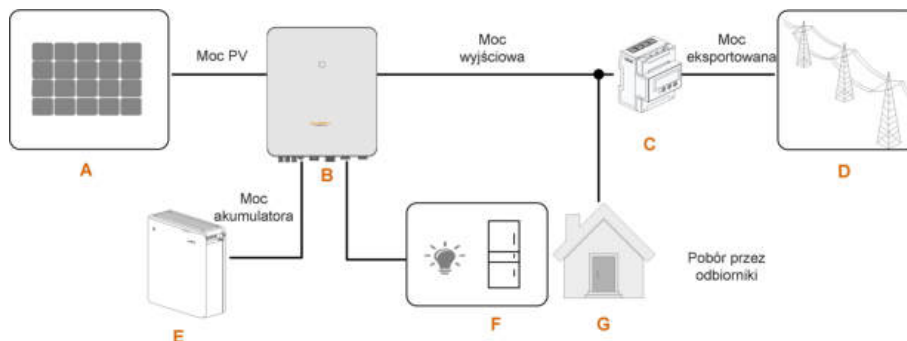 Moc PV
Moc
wyjściowa
Moc
eksportowana
A
B
C
D
Moc
akumulatora
Pobór przez
odbiorniki
E
F
G